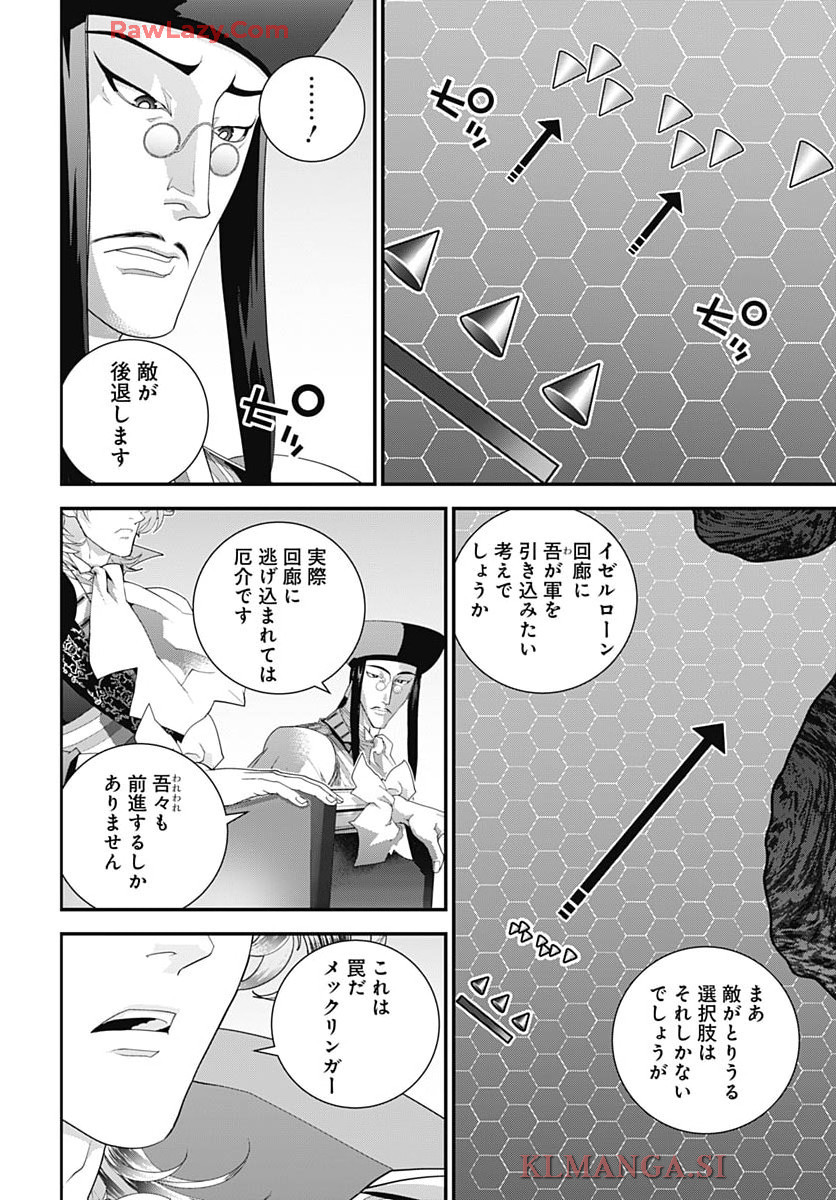 RawLazy.Com
ピッ
ピッ
……！
ピッ
敵が
後退します
イゼルローン
回廊に
吾が軍を
わ
引き込みたい
考えで
しょうか
まあ
敵がとりうる
選択肢は
それしかない
でしょうが
実際
回廊に
逃げ込まれては
厄介です
吾々も
われわれ
前進するしか
ありません
これは
罠だ
メックリンガー
KLMANGA.SI